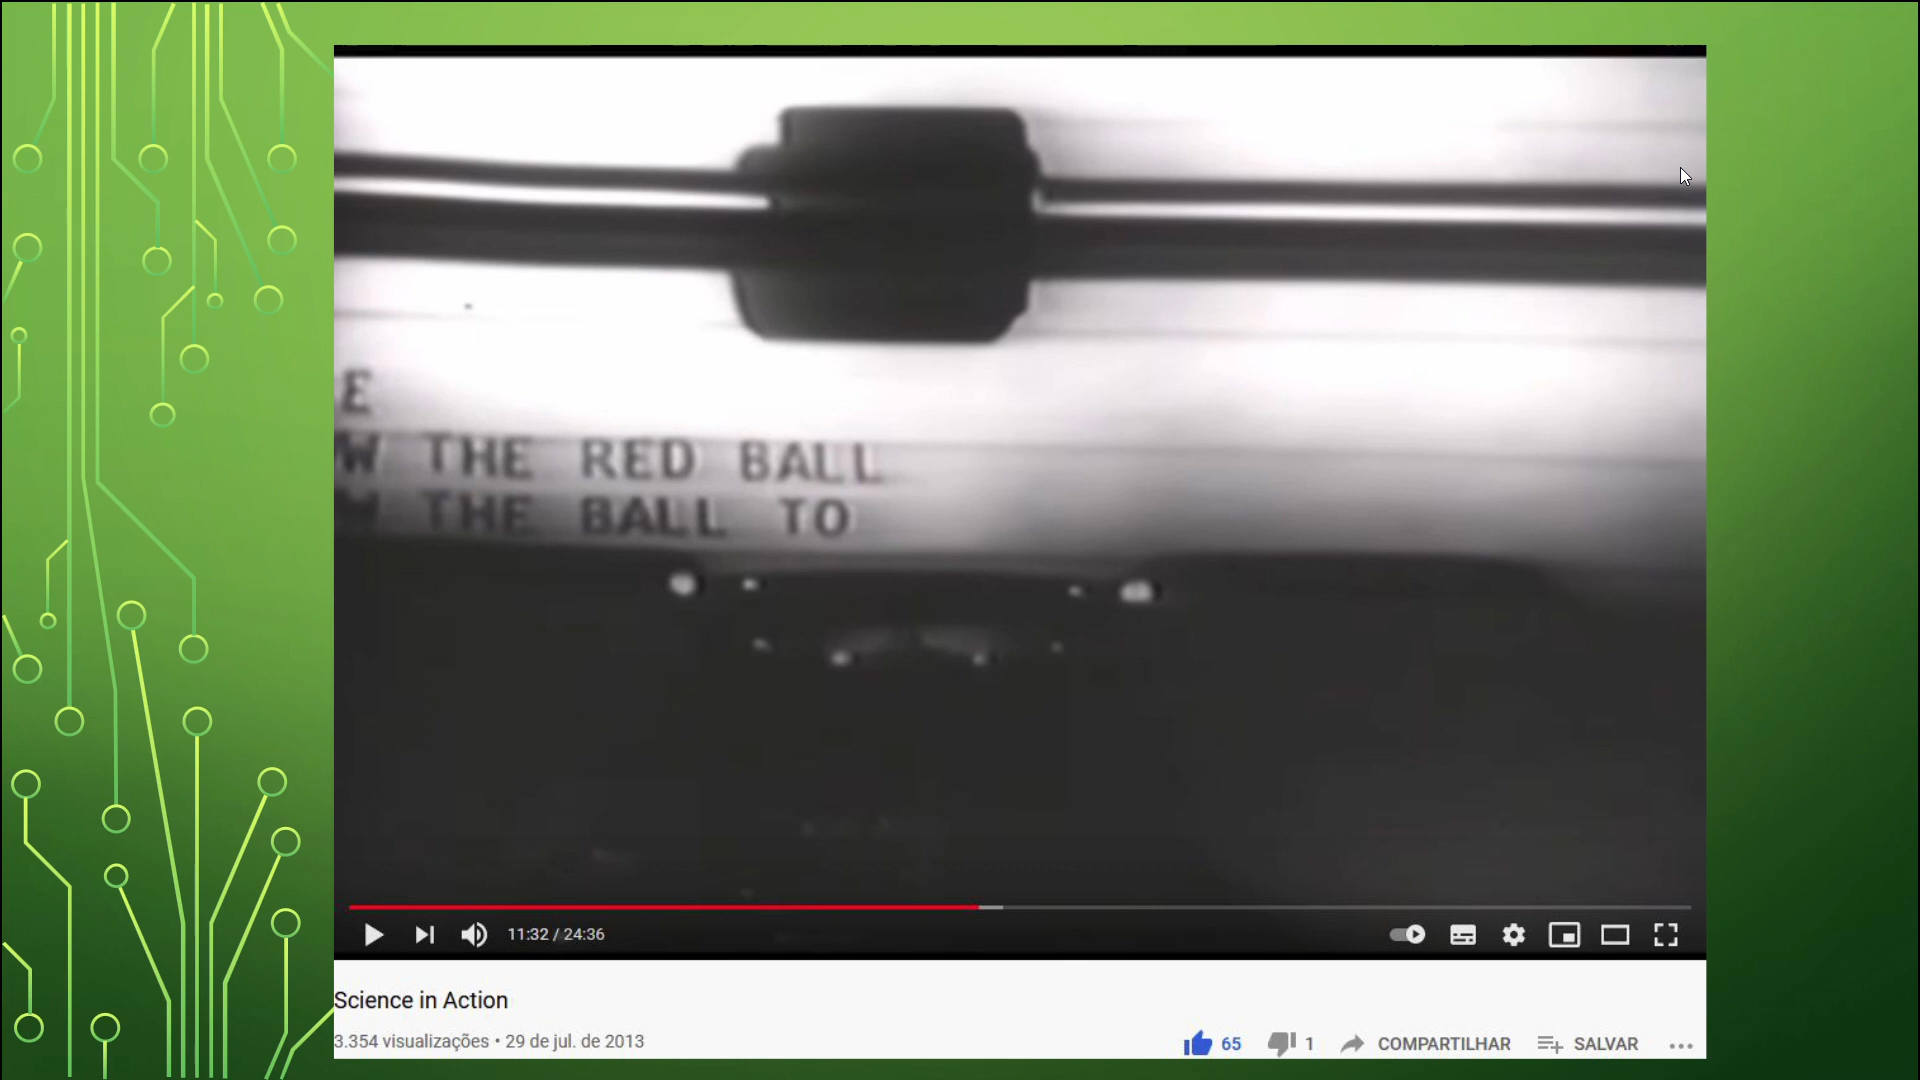 E
W THE RED BALL
W THE BALL TO
11:32 / 24:36
Science in Action
3.354 visualizações • 29 de jul. de 2013
65
1
COMPARTILHAR
SALVAR